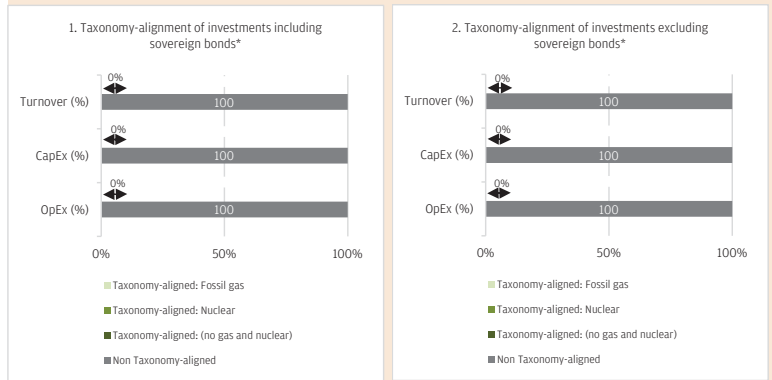 1. Taxonomy-alignment of investments including
sovereign bonds*
0%
Turnover (%)
100
0%
CapEx (%)
100
0%
OpEx (%)
100
0%
50%
100%
Taxonomy-aligned: Fossil gas
Taxonomy-aligned: Nuclear
Taxonomy-aligned: (no gas and nuclear)
Non Taxonomy-aligned
2. Taxonomy-alignment of investments excluding
sovereign bonds*
0%
Turnover (%)
100
0%
CapEx (%)
100
0%
OpEx (%)
100
0%
50%
100%
Taxonomy-aligned: Fossil gas
Taxonomy-aligned: Nuclear
Taxonomy-aligned: (no gas and nuclear)
Non Taxonomy-aligned